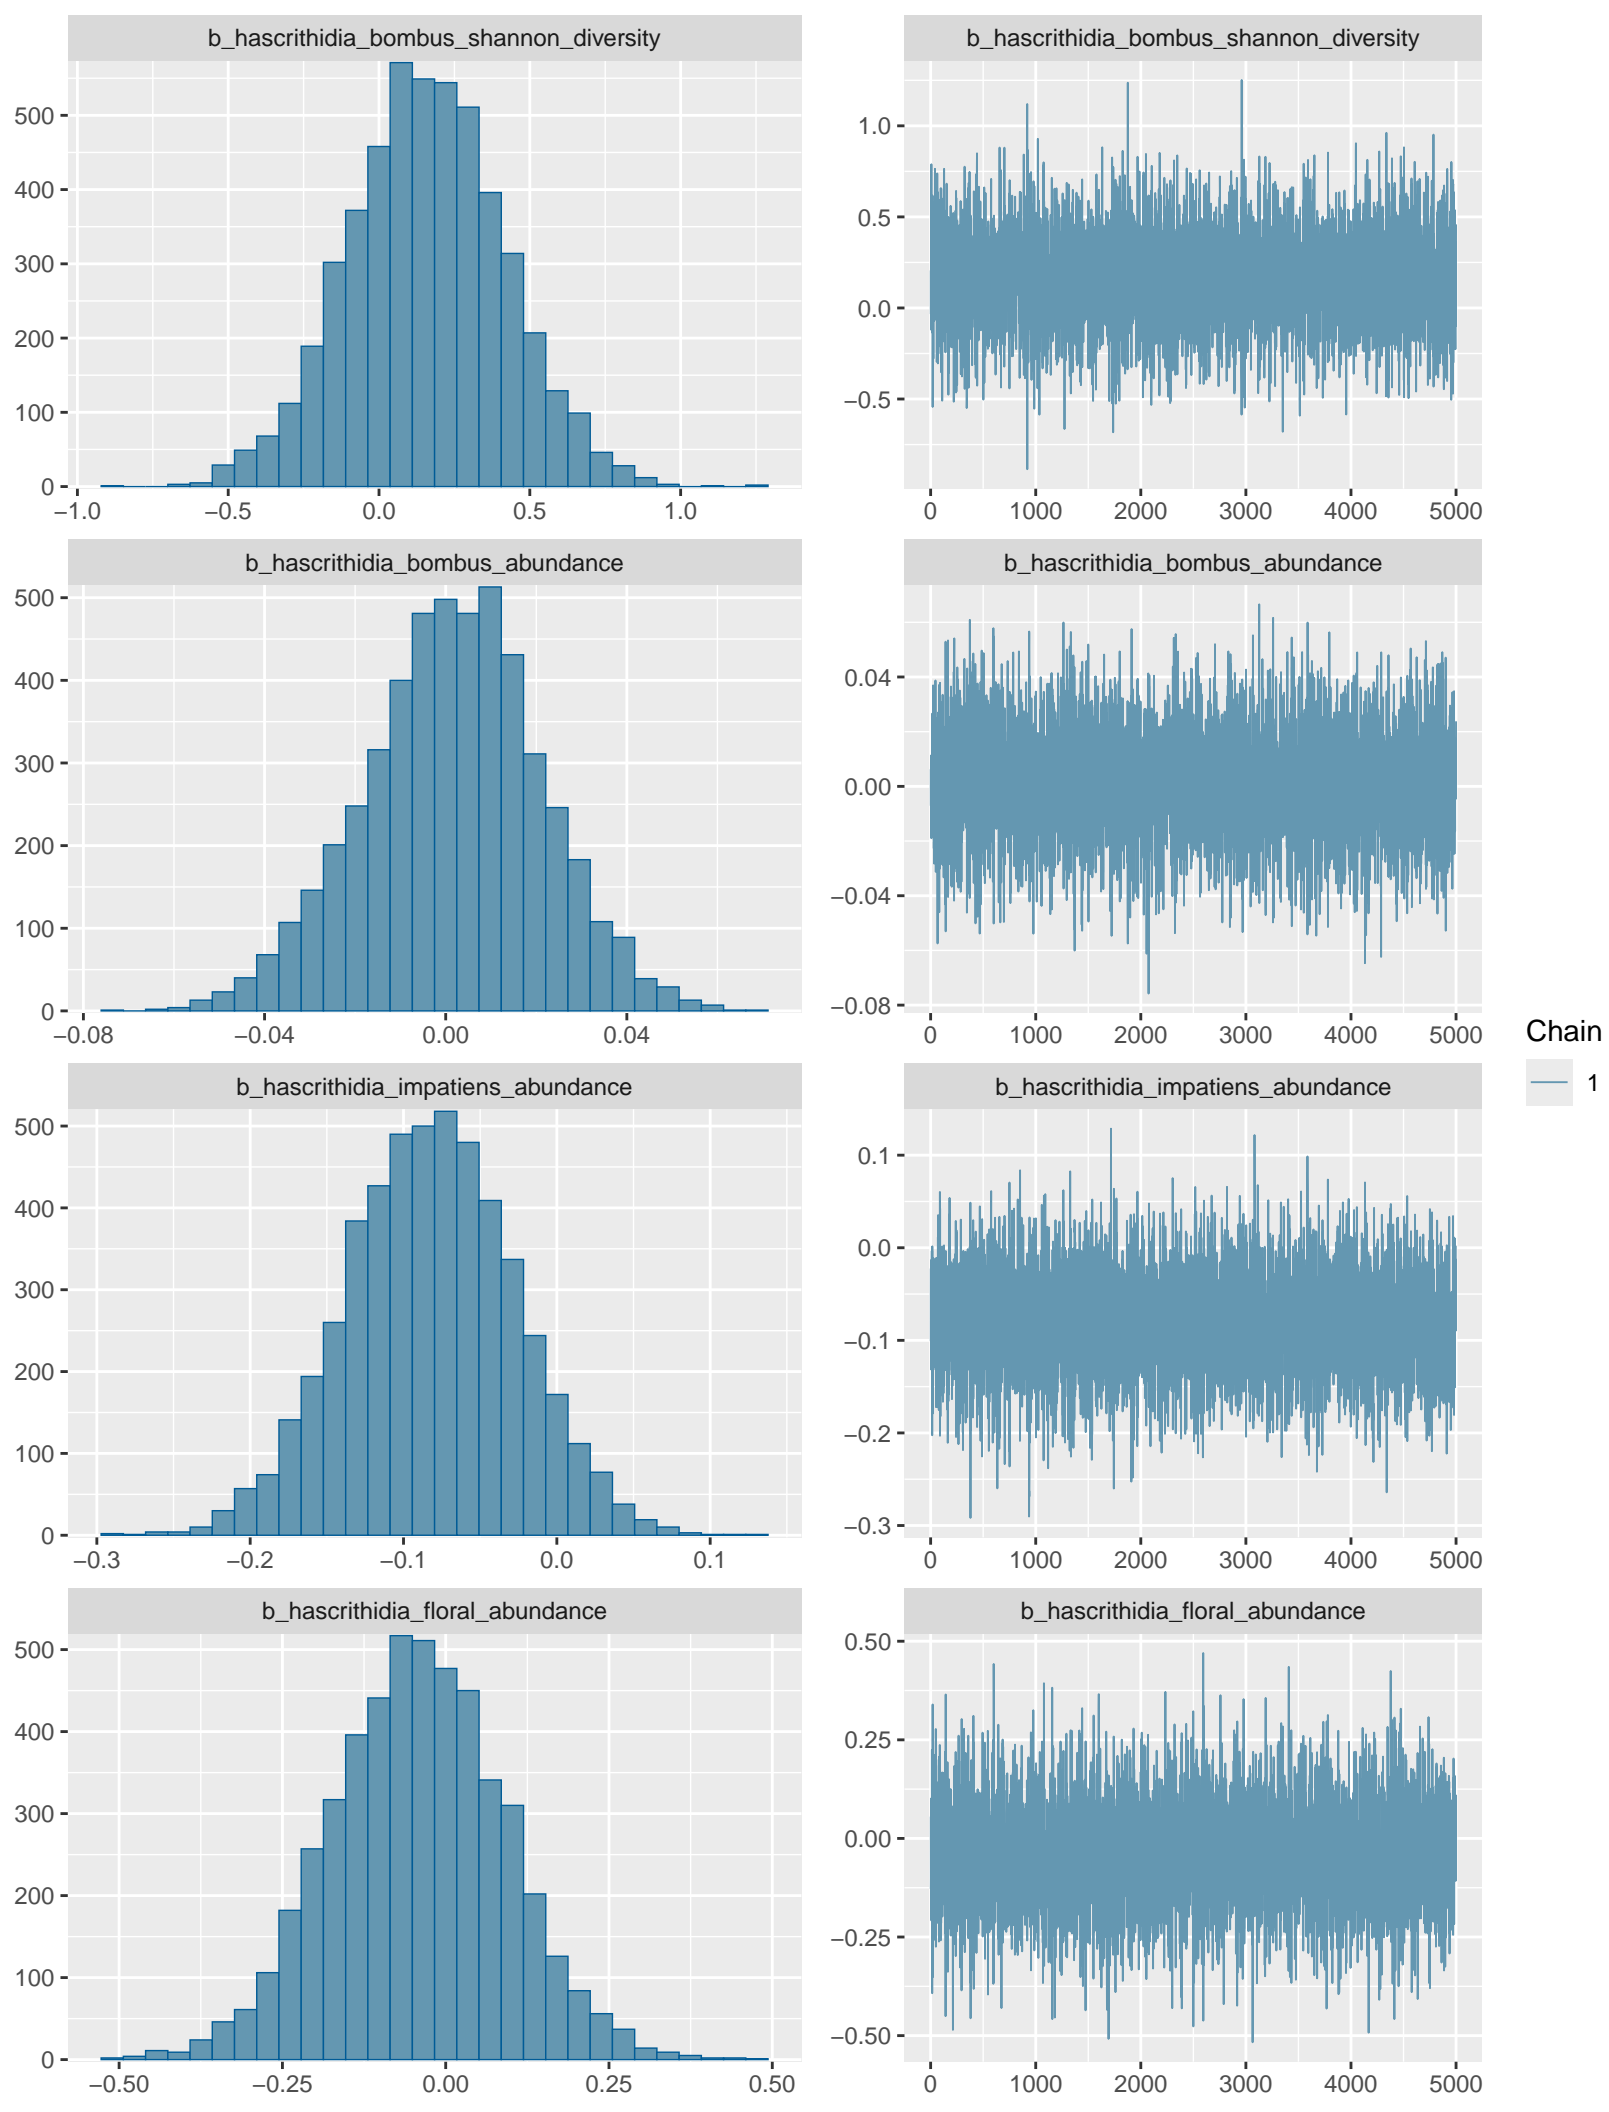 b_hascrithidia_bombus_shannon_diversity
500
400
300
200
100
0
−1.0 −0.5 0.0 0.5 1.0
b_hascrithidia_bombus_shannon_diversity
1.0
0.5
0.0
−0.5
0 1000 2000 3000 4000 5000
b_hascrithidia_bombus_abundance
500
400
300
200
100
0
−0.08 −0.04 0.00 0.04
b_hascrithidia_bombus_abundance
0.04
0.00
−0.04
−0.08
0 1000 2000 3000 4000 5000
b_hascrithidia_impatiens_abundance
500
400
300
200
100
0
−0.3 −0.2 −0.1 0.0 0.1
b_hascrithidia_impatiens_abundance
0.1
0.0
−0.1
−0.2
−0.3
0 1000 2000 3000 4000 5000
b_hascrithidia_floral_abundance
500
400
300
200
100
0
−0.50 −0.25 0.00 0.25 0.50
b_hascrithidia_floral_abundance
0.50
0.25
0.00
−0.25
−0.50
0 1000 2000 3000 4000 5000
Chain
1